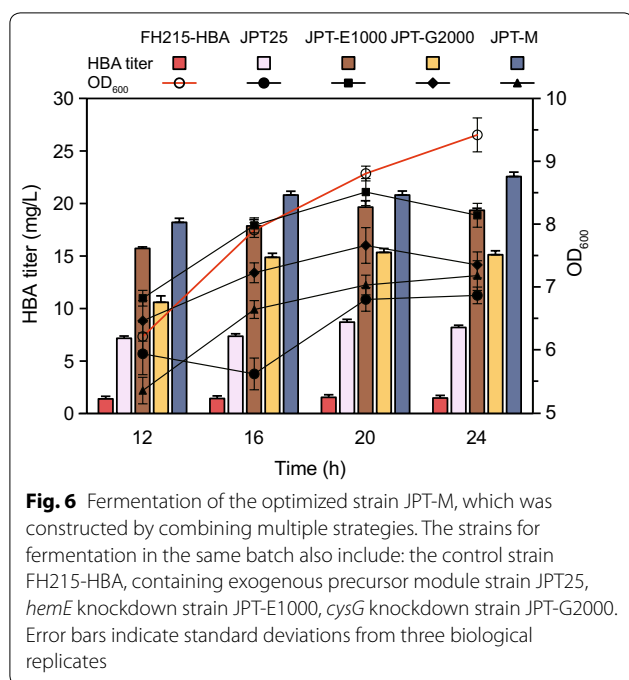 FH215-HBA JPT25 JPT-E1000 JPT-G2000 JPT-M
HBA titer
OD600
30 10
25 9
20 8
15
10 7
5 6
0 5
HBA titer (mg/L)
OD600
12 16 20 24
Time (h)
Fig. 6 Fermentation of the optimized strain JPT-M, which was
constructed by combining multiple strategies. The strains for
fermentation in the same batch also include: the control strain
FH215-HBA, containing exogenous precursor module strain JPT25,
hemE knockdown strain JPT-E1000, cysG knockdown strain JPT-G2000.
Error bars indicate standard deviations from three biological
replicates